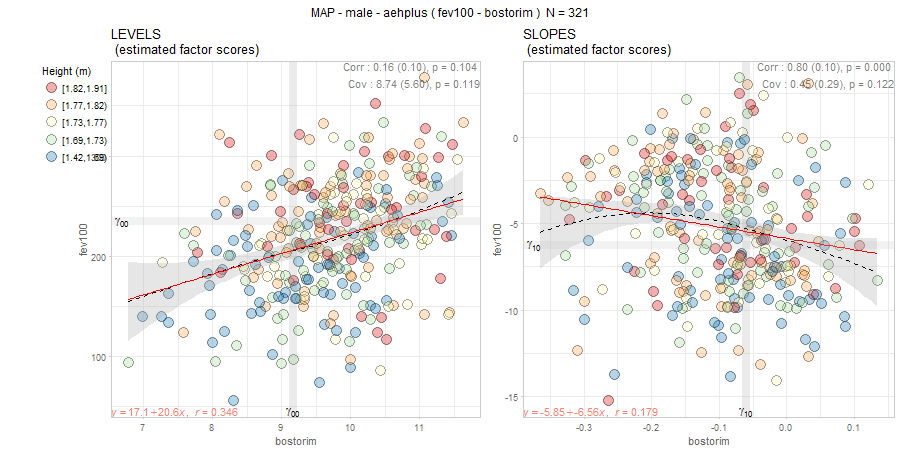 MAP - male - aehplus ( fev100 - bostorim ) N = 321
LEVELS
(estimated factor scores)
Corr : 0.16 (0.10), p = 0.104
Cov : 8.74 (5.60), p = 0.119
Height (m)
[1.82,1.91]
[1.77,1.82)
[1.73,1.77)
[1.69,1.73)
fev100
200
100
γ00
γ00
y = 17.1+20.6x, r = 0.346
7 8 9 10 11
bostorim
SLOPES
(estimated factor scores)
Corr : 0.80 (0.10), p = 0.000
Cov : 0.45 (0.29), p = 0.122
fev100
0
-5
-10
-15
γ10
γ10
y = -5.85+-6.56x, r = 0.179
-0.3 -0.2 -0.1 0.0 0.1
bostorim